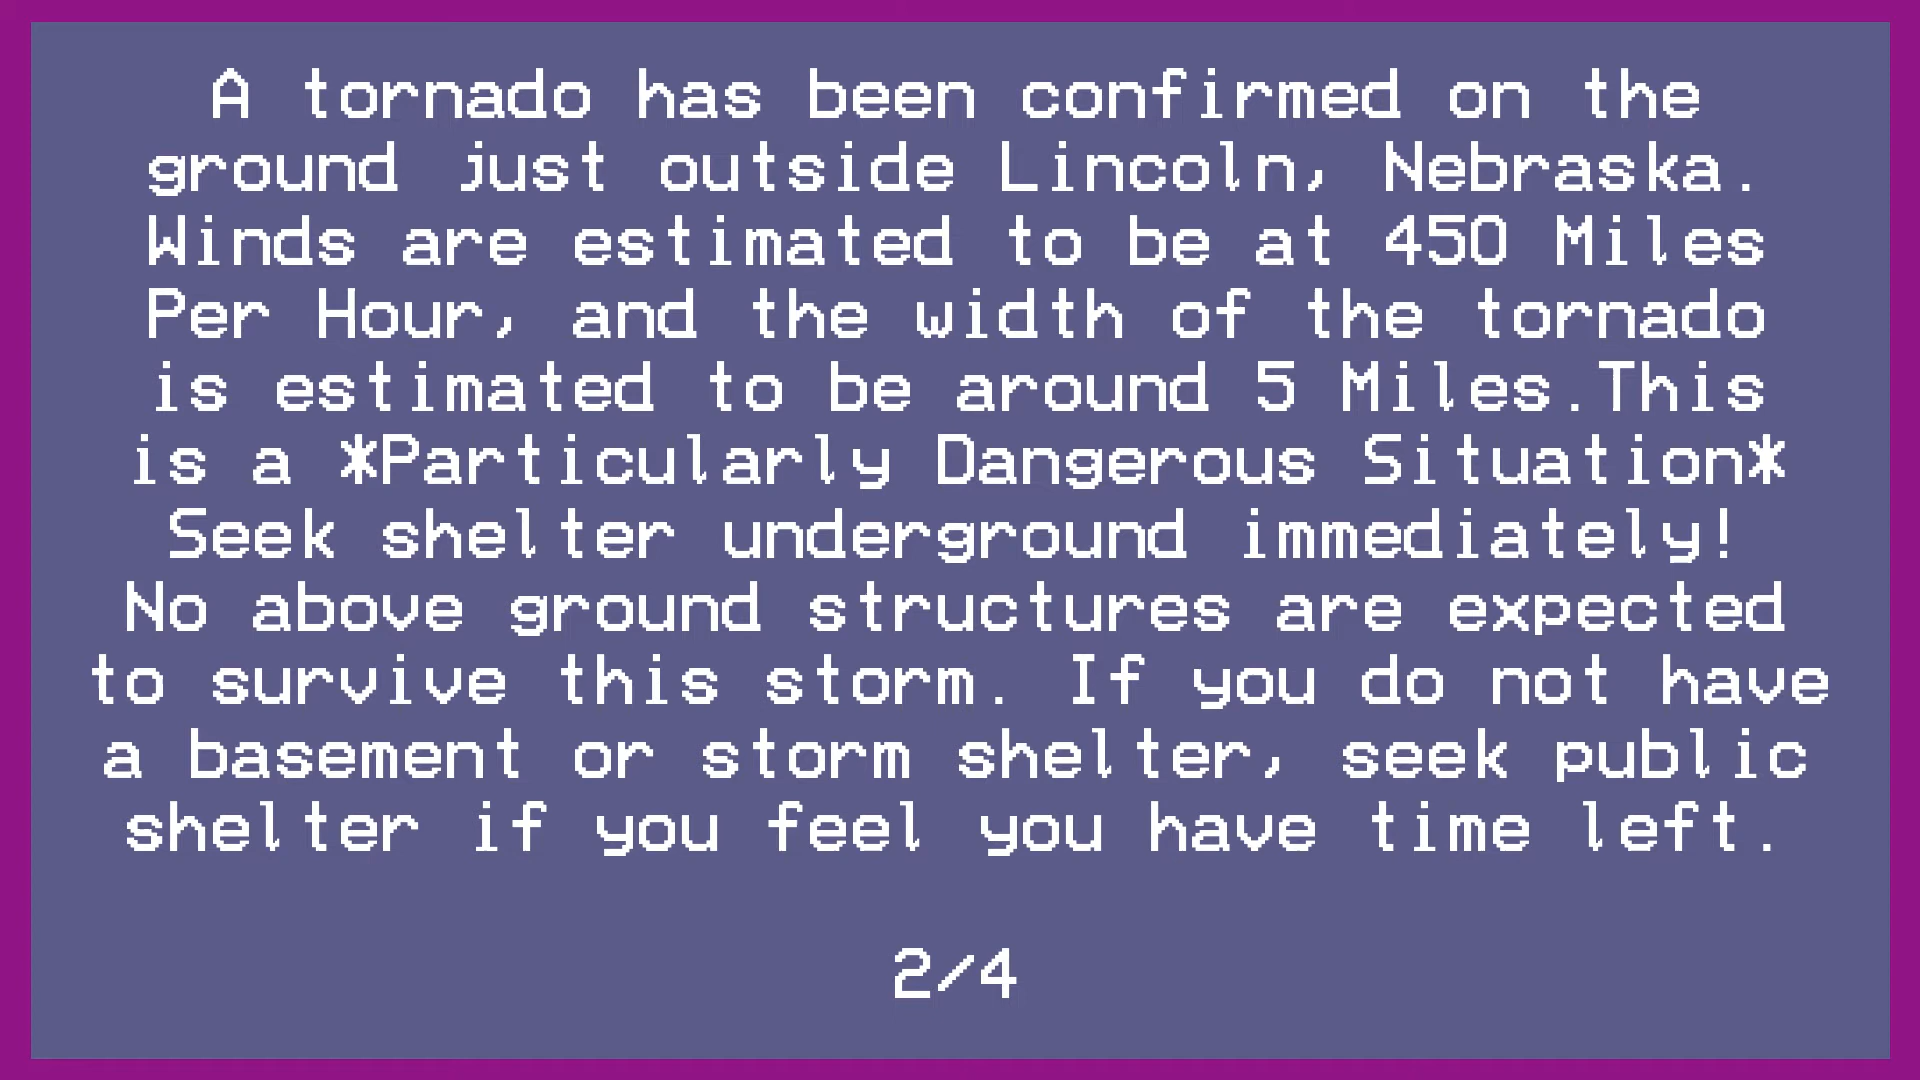 A tornado has been confirmed on the
ground just outside Lincoln, Nebraska.
Winds are estimated to be at 450 Miles
Per Hour, and the width of the tornado
is estimated to be around 5 Miles.This
is a *Particularly Dangerous Situation*
Seek shelter underground immediately!
No above ground structures are expected
to survive this storm. If you do not have
a basement or storm shelter, seek public
shelter if you feel you have time left.
2/4